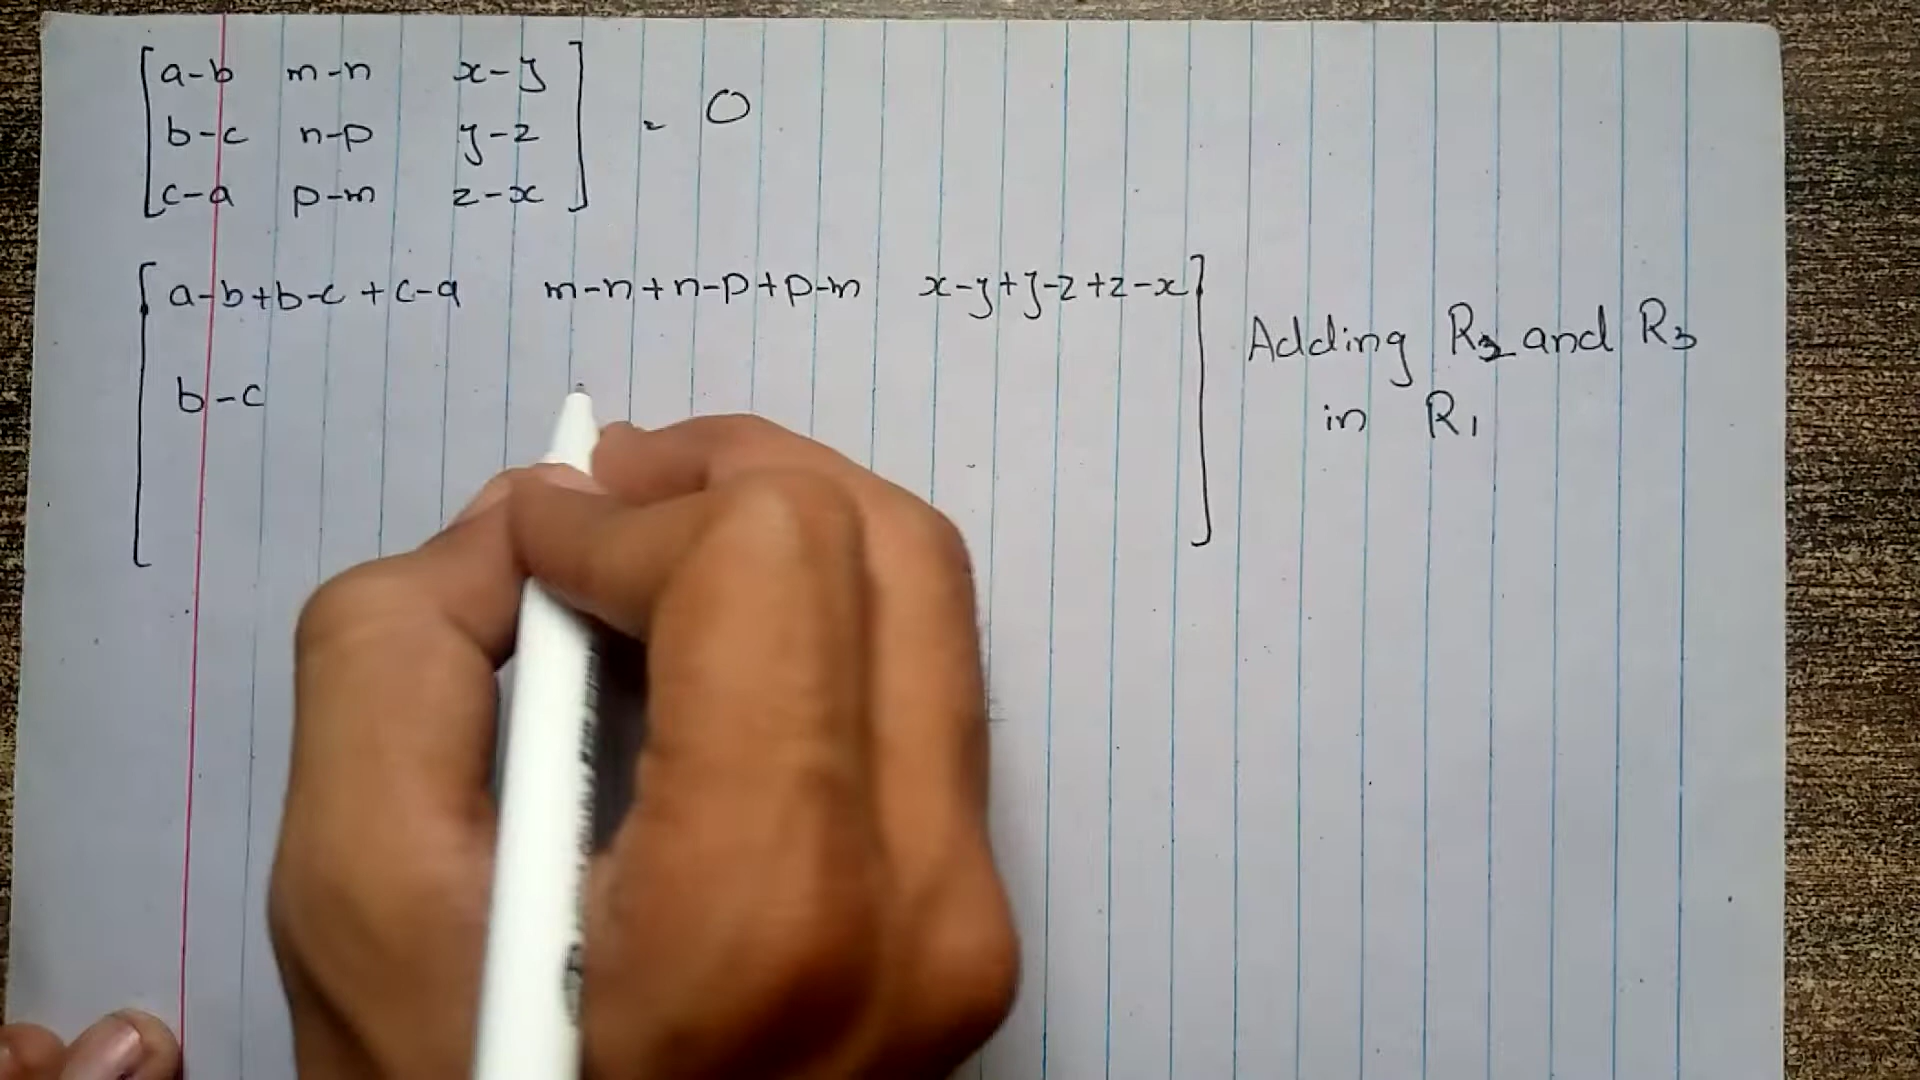 a-b m-n x-y
b-c n-p y-z = 0
c-a p-m z-x
a-b+b-c+c-a m-n+n-p+p-m x-y+y-z+z-x
Adding R2 and R3
b-c
in R1